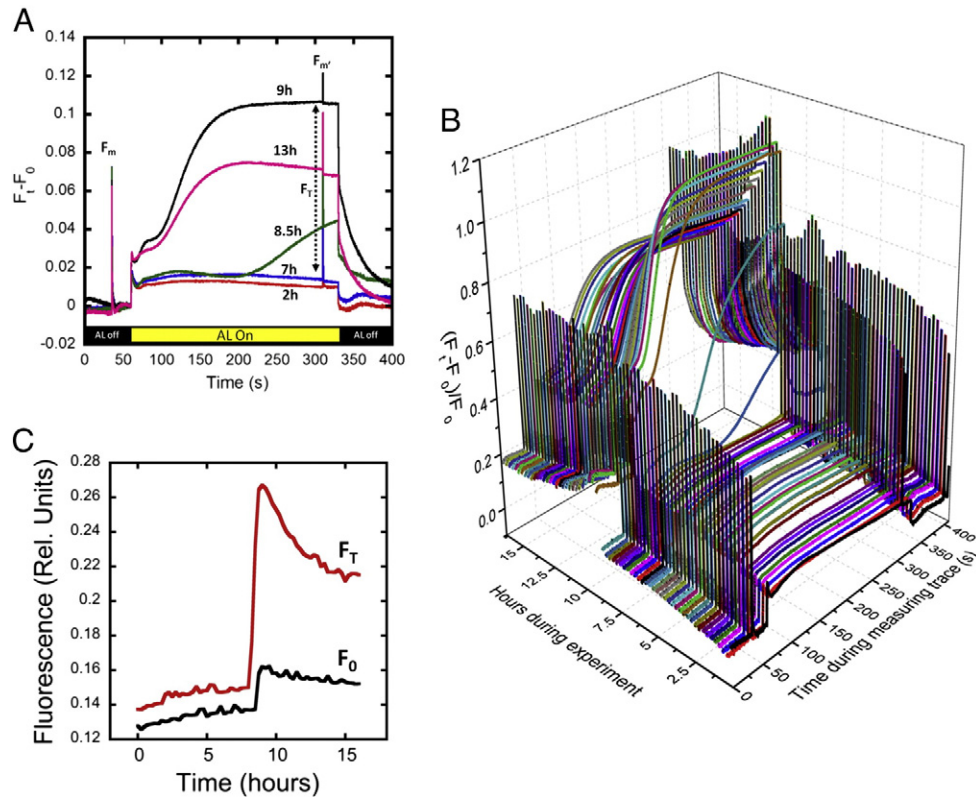 A
0.14
0.12
0.1
0.08
0.06
0.04
0.02
0
-0.02
Ft-F0
Fm
9h
Fm'
13h
FT
8.5h
7h
2h
AL off
AL On
AL off
0 50 100 150 200 250 300 350 400
Time (s)
B
1.2
1.0
0.8
0.6
0.4
0.2
0.0
(Ft-F0)/F0
15
12.5
10
7.5
5
2.5
Hours during experiment
0
50
100
150
200
250
300
350
400
Time during measuring trace (s)
C
0.28
0.26
0.24
0.22
0.20
0.18
0.16
0.14
0.12
Fluorescence (Rel. Units)
FT
F0
0 5 10 15
Time (hours)